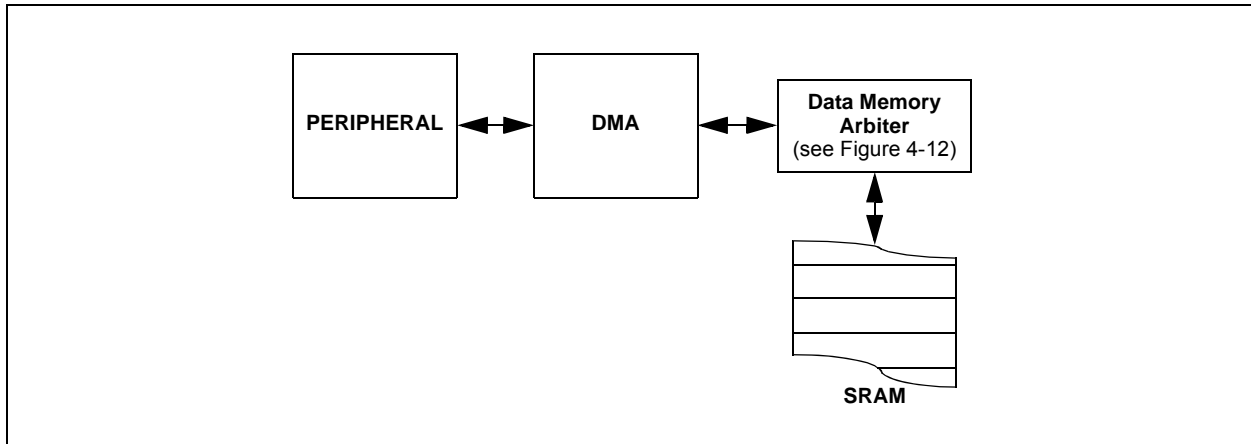 PERIPHERAL
DMA
Data Memory
Arbiter
(see Figure 4-12)
SRAM